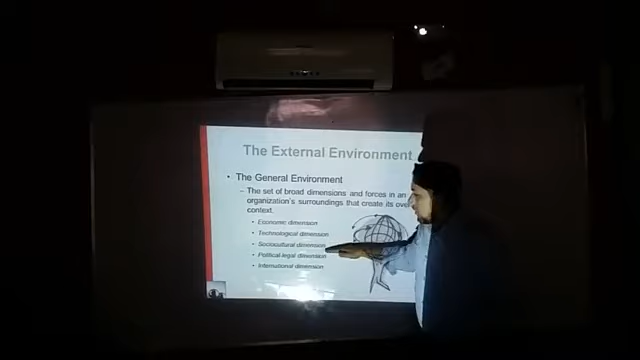 The External Environment
• The General Environment
– The set of broad dimensions and forces in an
organization's surroundings that create its
context.
• Economic dimension
• Technological dimension
• Sociocultural dimension
• Political legal dimension
• International dimension